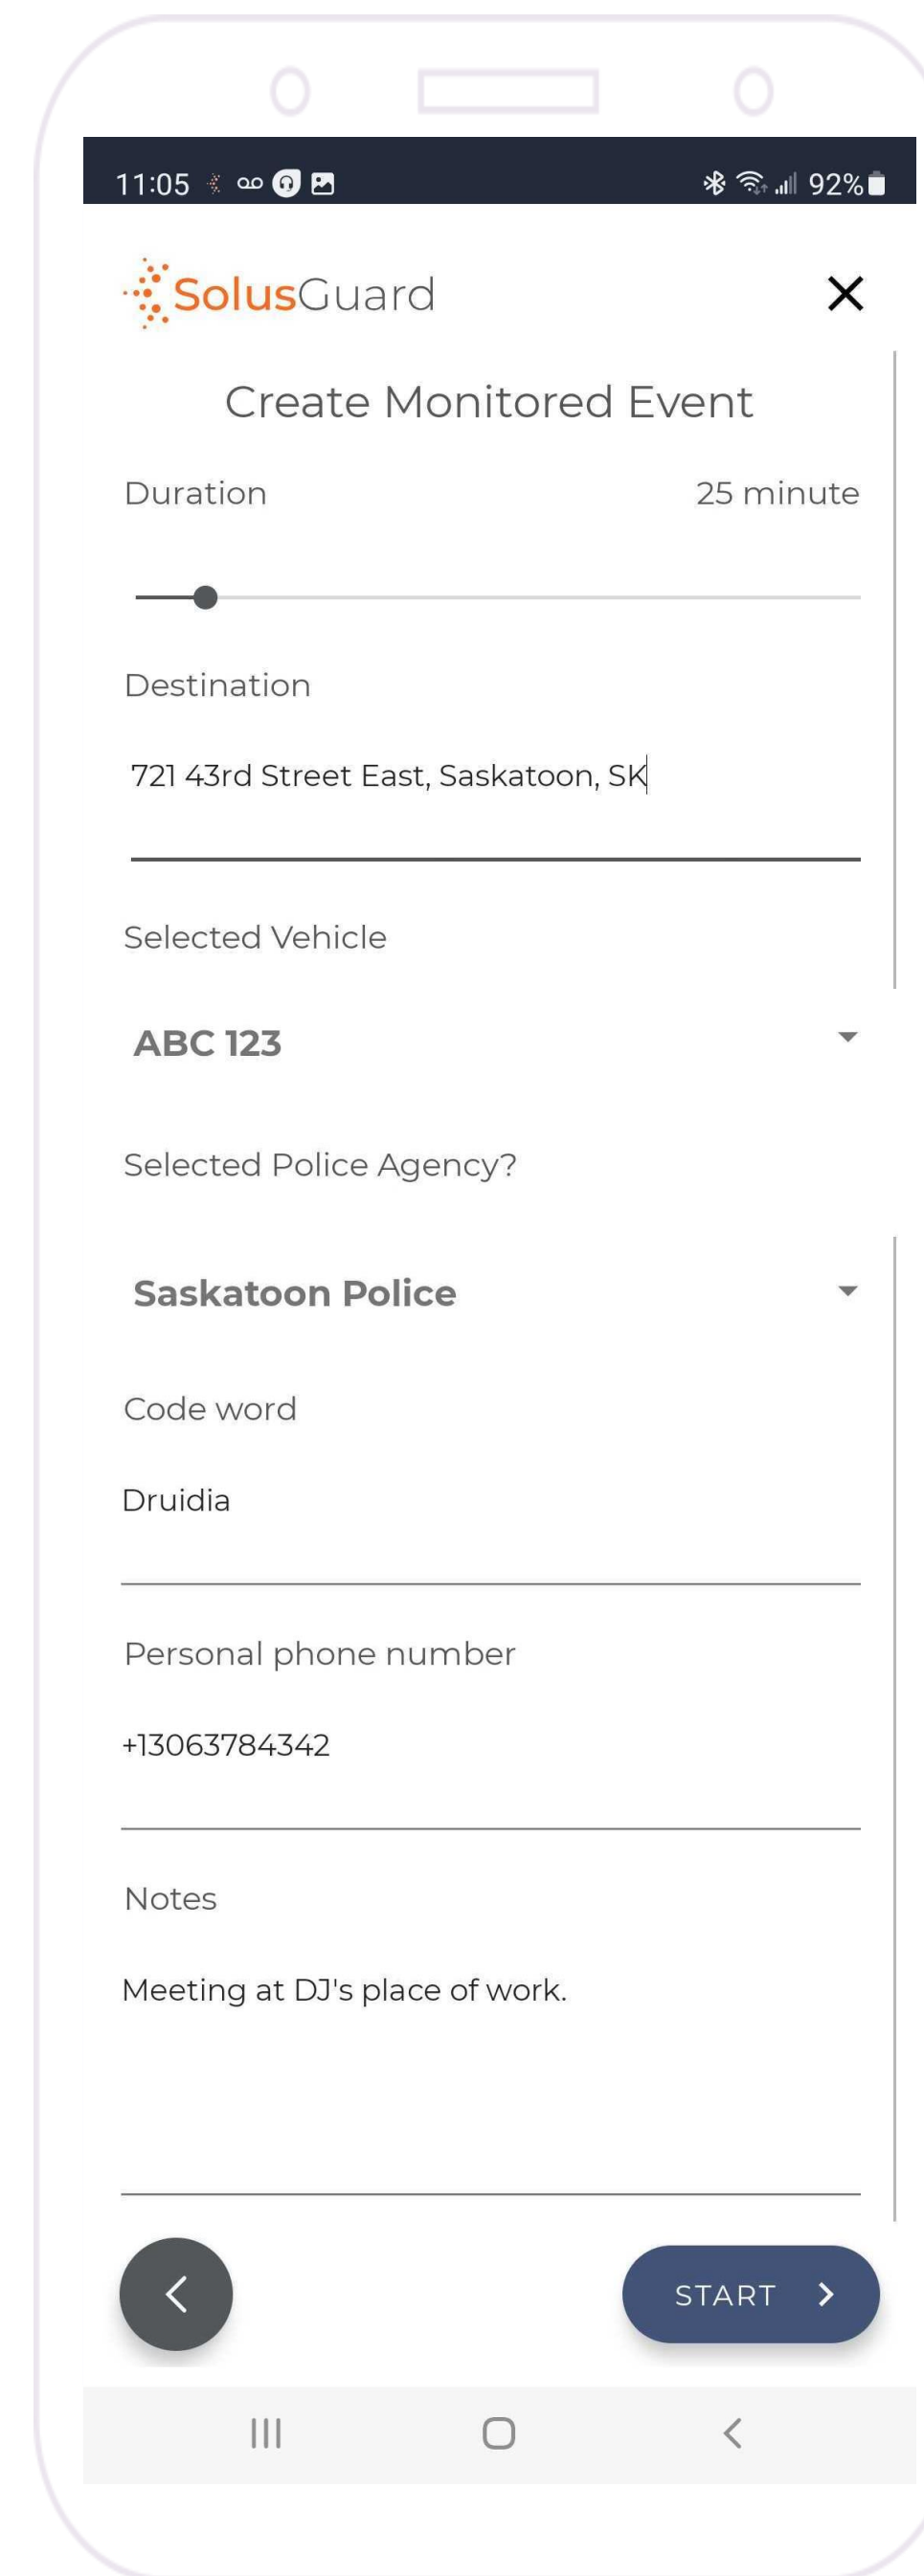 11:05
92%
SolusGuard
Create Monitored Event
Duration
25 minute
Destination
721 43rd Street East, Saskatoon, SK
Selected Vehicle
ABC 123
Selected Police Agency?
Saskatoon Police
Code word
Druidia
Personal phone number
+13063784342
Notes
Meeting at DJ's place of work.
START